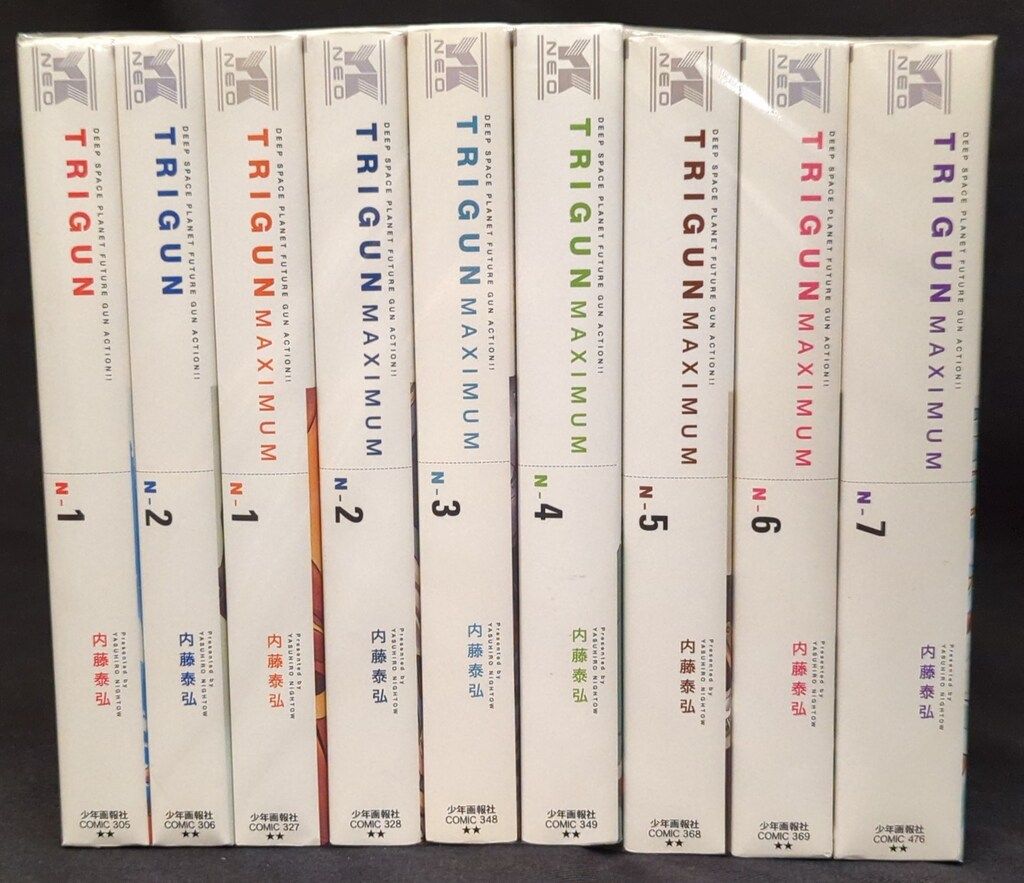 YK
NEO
DEEP SPACE PLANET FUTURE GUN ACTION!!
TRIGUN
N-1
Presented by
YASUHIRO NIGHTOW
内藤泰弘
少年画報社
COMIC 305
★★
YK
NEO
DEEP SPACE PLANET FUTURE GUN ACTION!!
TRIGUN
N-2
Presented by
YASUHIRO NIGHTOW
内藤泰弘
少年画報社
COMIC 306
★★
YK
NEO
DEEP SPACE PLANET FUTURE GUN ACTION!!
TRIGUN MAXIMUM
N-1
Presented by
YASUHIRO NIGHTOW
内藤泰弘
少年画報社
COMIC 327
★★
YK
NEO
DEEP SPACE PLANET FUTURE GUN ACTION!!
TRIGUN MAXIMUM
N-2
Presented by
YASUHIRO NIGHTOW
内藤泰弘
少年画報社
COMIC 328
★★
YK
NEO
DEEP SPACE PLANET FUTURE GUN ACTION!!
TRIGUN MAXIMUM
N-3
Presented by
YASUHIRO NIGHTOW
内藤泰弘
少年画報社
COMIC 348
★★
YK
NEO
DEEP SPACE PLANET FUTURE GUN ACTION!!
TRIGUN MAXIMUM
N-4
Presented by
YASUHIRO NIGHTOW
内藤泰弘
少年画報社
COMIC 349
★★
YK
NEO
DEEP SPACE PLANET FUTURE GUN ACTION!!
TRIGUN MAXIMUM
N-5
Presented by
YASUHIRO NIGHTOW
内藤泰弘
少年画報社
COMIC 368
★★
YK
NEO
DEEP SPACE PLANET FUTURE GUN ACTION!!
TRIGUN MAXIMUM
N-6
Presented by
YASUHIRO NIGHTOW
内藤泰弘
少年画報社
COMIC 369
★★
YK
NEO
DEEP SPACE PLANET FUTURE GUN ACTION!!
TRIGUN MAXIMUM
N-7
Presented by
YASUHIRO NIGHTOW
内藤泰弘
少年画報社
COMIC 476
★★